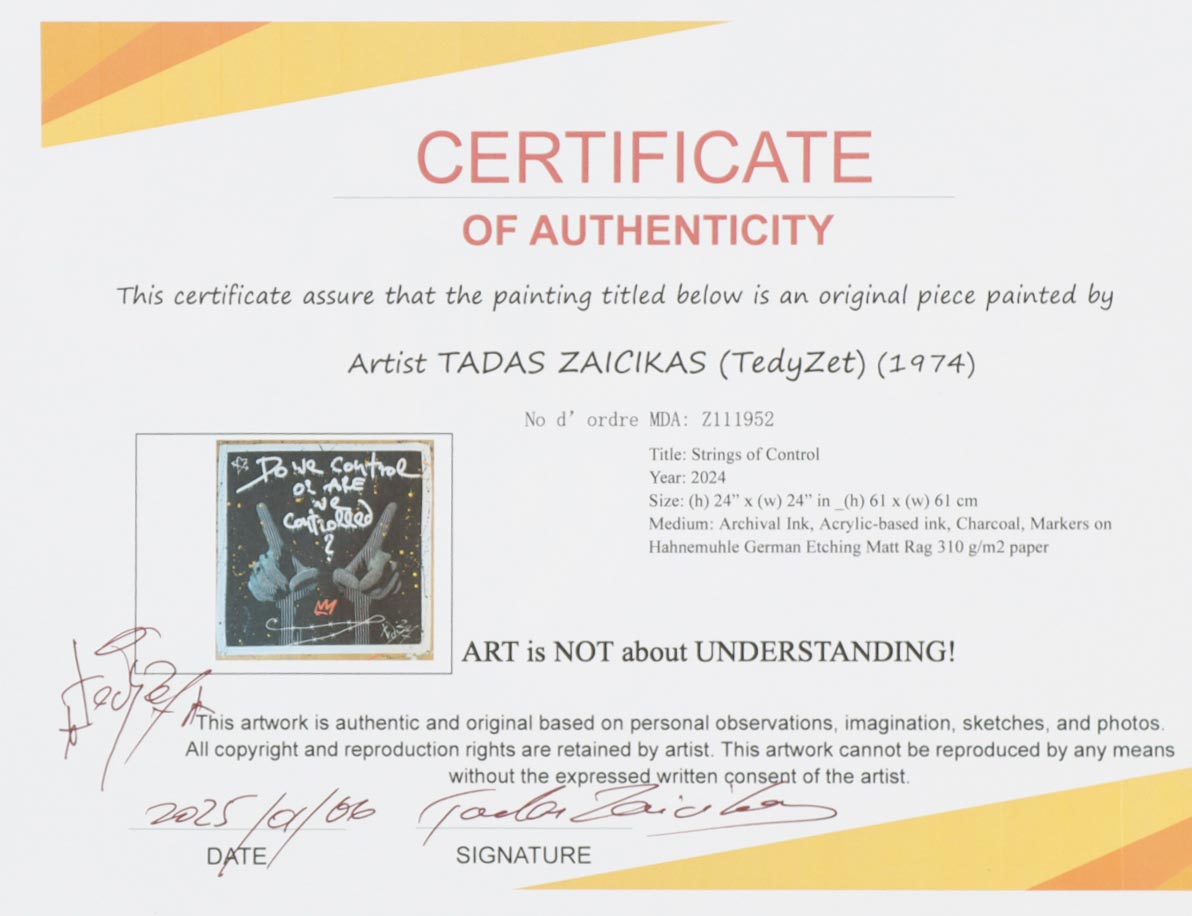 CERTIFICATE
OF AUTHENTICITY
This certificate assure that the painting titled below is an original piece painted by
Artist TADAS ZAICIKAS (TedyZet) (1974)
No d' ordre MDA: Z111952
Do we control
or ARE
we
controlled
?
Title: Strings of Control
Year: 2024
Size: (h) 24” x (w) 24” in _(h) 61 x (w) 61 cm
Medium: Archival Ink, Acrylic-based ink, Charcoal, Markers on
Hahnemuhle German Etching Matt Rag 310 g/m2 paper
ART is NOT about UNDERSTANDING!
TedyZet
This artwork is authentic and original based on personal observations, imagination, sketches, and photos.
All copyright and reproduction rights are retained by artist. This artwork cannot be reproduced by any means
without the expressed written consent of the artist.
2025/01/06 Tadas Zaicikas
DATE SIGNATURE